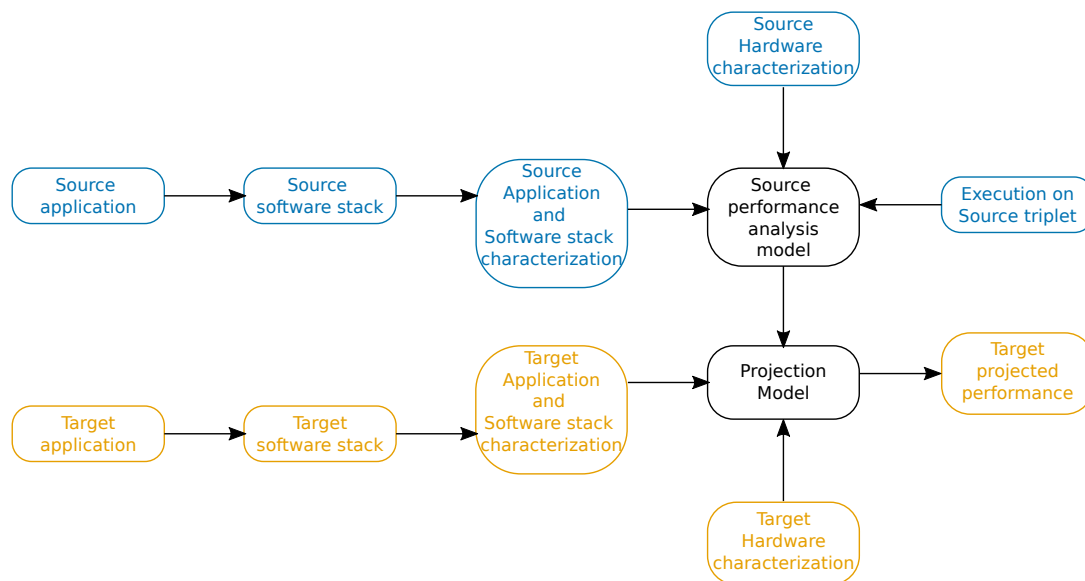 Source
Hardware
characterization
Source
application
Source
software stack
Source
Application
and
Software stack
characterization
Source
performance
analysis
model
Execution on
Source triplet
Target
application
Target
software stack
Target
Application
and
Software stack
characterization
Projection
Model
Target
projected
performance
Target
Hardware
characterization